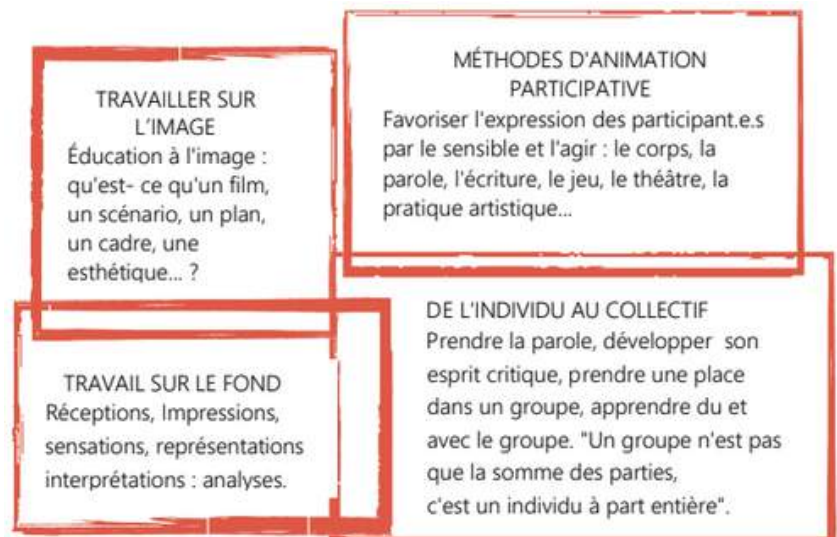 TRAVAILLER SUR
L'IMAGE
Éducation à l'image :
qu'est- ce qu'un film,
un scénario, un plan,
un cadre, une
esthétique... ?
MÉTHODES D'ANIMATION
PARTICIPATIVE
Favoriser l'expression des participant.e.s
par le sensible et l'agir : le corps, la
parole, l'écriture, le jeu, le théâtre, la
pratique artistique...
TRAVAIL SUR LE FOND
Réceptions, Impressions,
sensations, représentations
interprétations : analyses.
DE L'INDIVIDU AU COLLECTIF
Prendre la parole, développer son
esprit critique, prendre une place
dans un groupe, apprendre du et
avec le groupe. "Un groupe n'est pas
que la somme des parties,
c'est un individu à part entière".